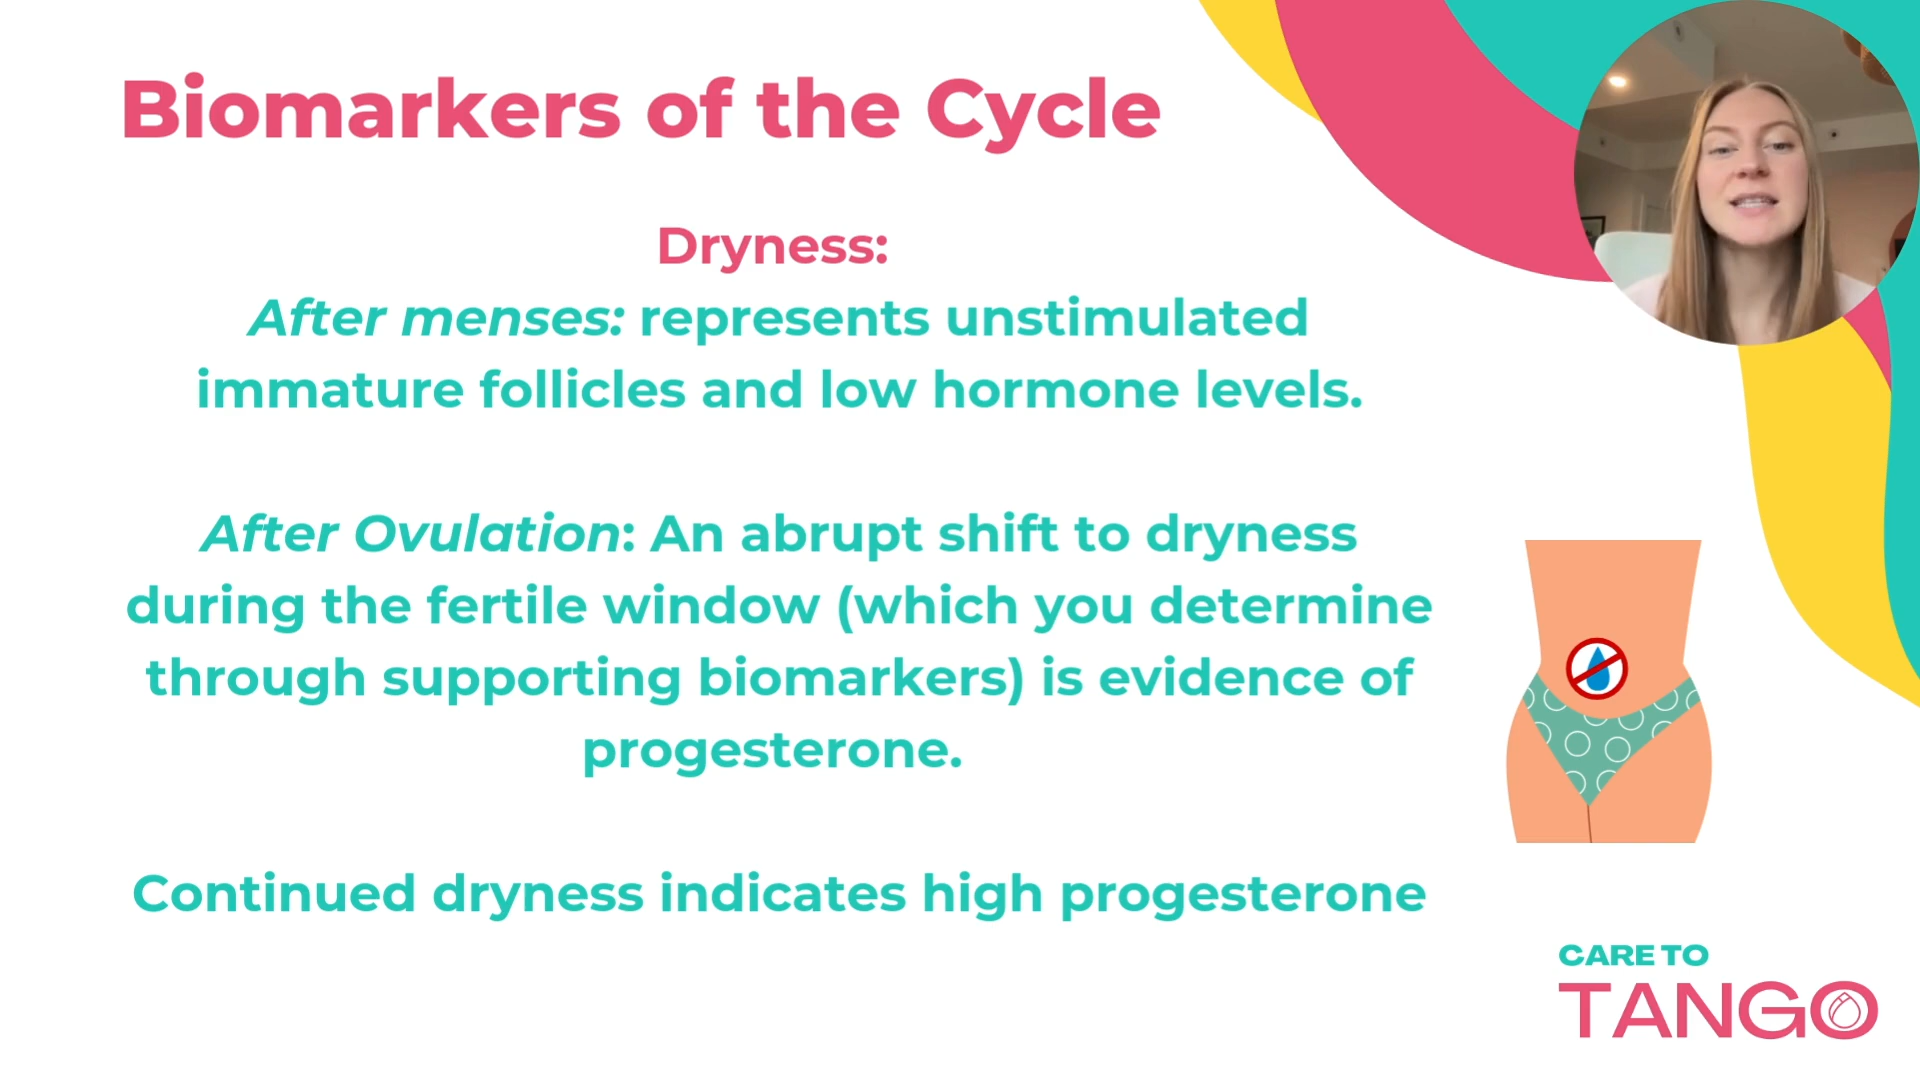 Biomarkers of the Cycle
Dryness:
After menses: represents unstimulated
immature follicles and low hormone levels.
After Ovulation: An abrupt shift to dryness
during the fertile window (which you determine
through supporting biomarkers) is evidence of
progesterone.
Continued dryness indicates high progesterone
CARE TO
TANGO